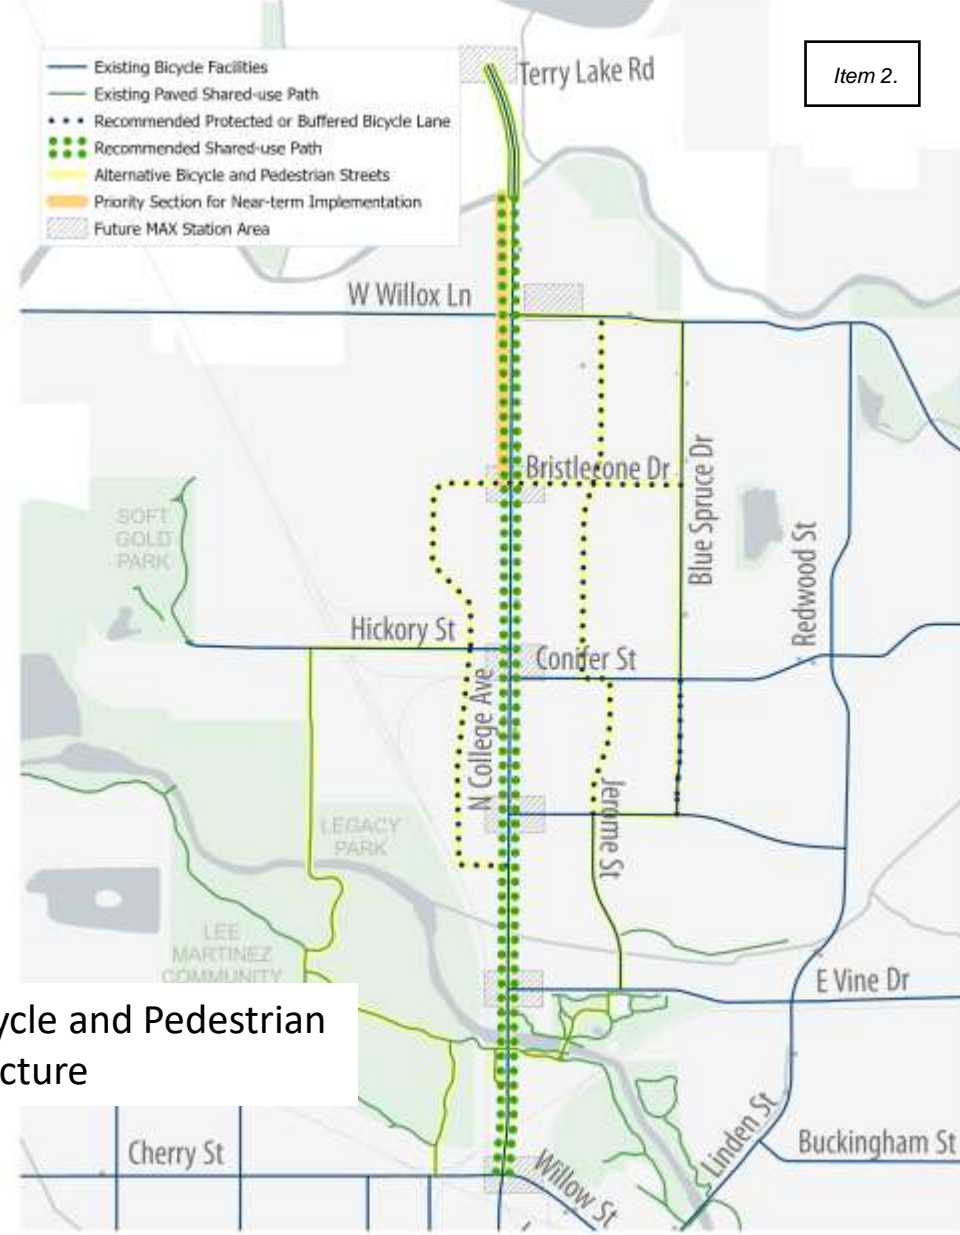 Existing Bicycle Facilities
Existing Paved Shared-use Path
Recommended Protected or Buffered Bicycle Lane
Recommended Shared-use Path
Alternative Bicycle and Pedestrian Streets
Priority Section for Near-term Implementation
Future MAX Station Area
Terry Lake Rd
Item 2.
W Willox Ln
Bristlecone Dr
Blue Spruce Dr
SOFT
GOLD
PARK
Redwood St
Hickory St
Conifer St
N College Ave
Jerome St
LEGACY
PARK
LEE
MARTINEZ
COMMUNITY
E Vine Dr
ycle and Pedestrian
cture
Cherry St
Willow St
Linden St
Buckingham St